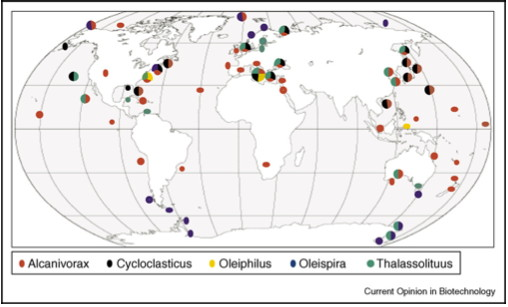 Alcanivorax Cycloclasticus Oleiphilus Oleispira Thalassolituus
Current Opinion in Biotechnology